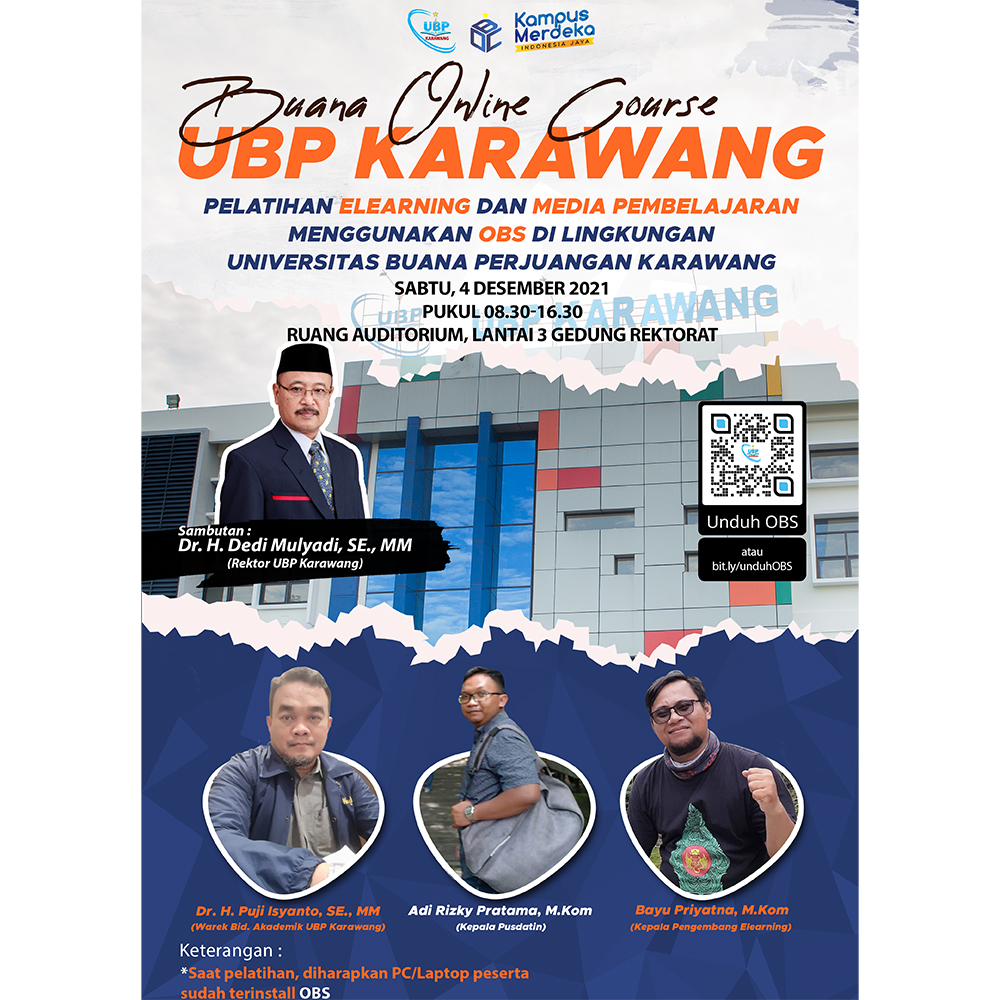 UBP
KARAWANG
Kampus
Merdeka
INDONESIA JAYA
Buana Online Course
UBP KARAWANG
PELATIHAN ELEARNING DAN MEDIA PEMBELAJARAN
MENGGUNAKAN OBS DI LINGKUNGAN
UNIVERSITAS BUANA PERJUANGAN KARAWANG
SABTU, 4 DESEMBER 2021
PUKUL 08.30-16.30
RUANG AUDITORIUM, LANTAI 3 GEDUNG REKTORAT
UBP UBP KARAWANG
UBP
Unduh OBS
atau
bit.ly/unduhOBS
Sambutan :
Dr. H. Dedi Mulyadi, SE., MM
(Rektor UBP Karawang)
Dr. H. Puji Isyanto, SE., MM
(Warek Bid. Akademik UBP Karawang)
Adi Rizky Pratama, M.Kom
(Kepala Pusdatin)
Bayu Priyatna, M.Kom
(Kepala Pengembang Elearning)
Keterangan :
*Saat pelatihan, diharapkan PC/Laptop peserta
sudah terinstall OBS